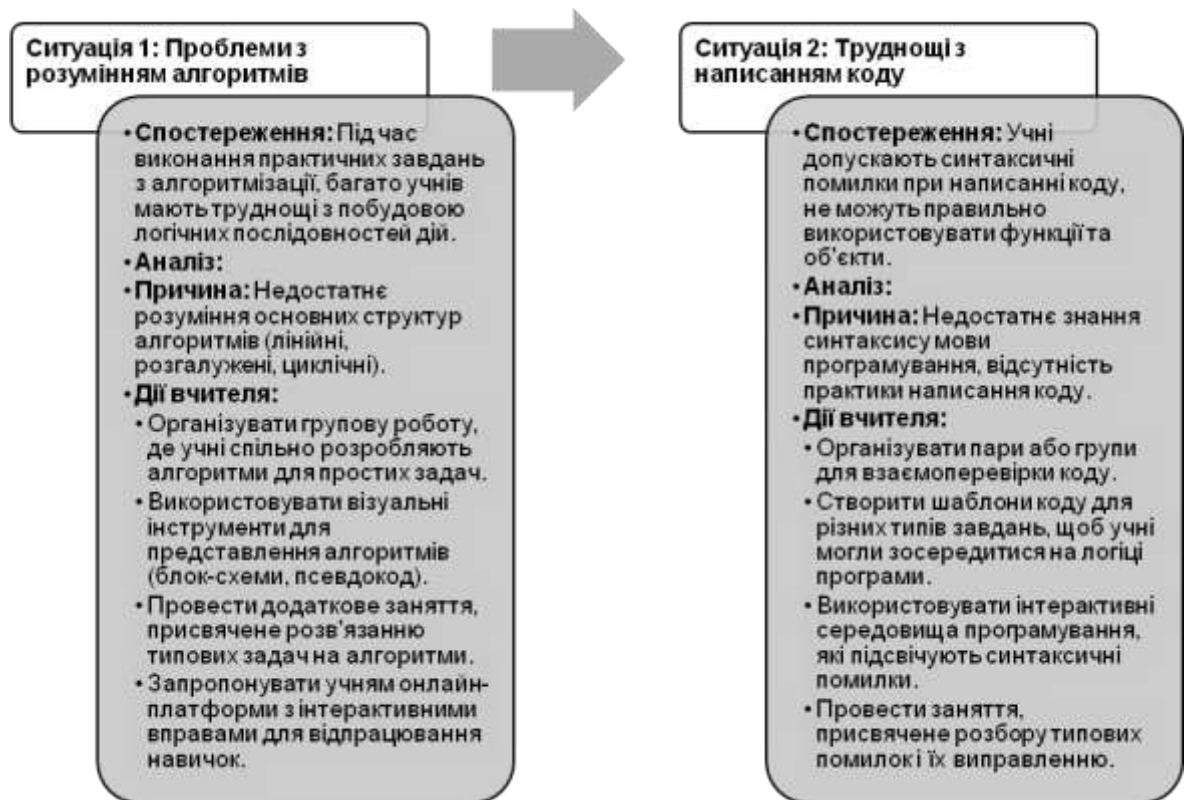 Ситуація 1: Проблеми з
розумінням алгоритмів
• Спостереження: Під час
виконання практичних завдань
з алгоритмізації, багато учнів
мають труднощі з побудовою
логічних послідовностей дій.
• Аналіз:
• Причина: Недостатнє
розуміння основних структур
алгоритмів (лінійні,
розгалужені, циклічні).
• Дії вчителя:
• Організувати групову роботу,
де учні спільно розробляють
алгоритми для простих задач.
• Використовувати візуальні
інструменти для
представлення алгоритмів
(блок-схеми, псевдокод).
• Провести додаткове заняття,
присвячене розв'язанню
типових задач на алгоритми.
• Запропонувати учням онлайн-
платформи з інтерактивними
вправами для відпрацювання
навичок.
Ситуація 2: Труднощі з
написанням коду
• Спостереження: Учні
допускають синтаксичні
помилки при написанні коду,
не можуть правильно
використовувати функції та
об'єкти.
• Аналіз:
• Причина: Недостатнє знання
синтаксису мови
програмування, відсутність
практики написання коду.
• Дії вчителя:
• Організувати пари або групи
для взаємоперевірки коду.
• Створити шаблони коду для
різних типів завдань, щоб учні
могли зосередитися на логіці
програми.
• Використовувати інтерактивні
середовища програмування,
які підсвічують синтаксичні
помилки.
• Провести заняття,
присвячене розбору типових
помилок і їх виправленню.